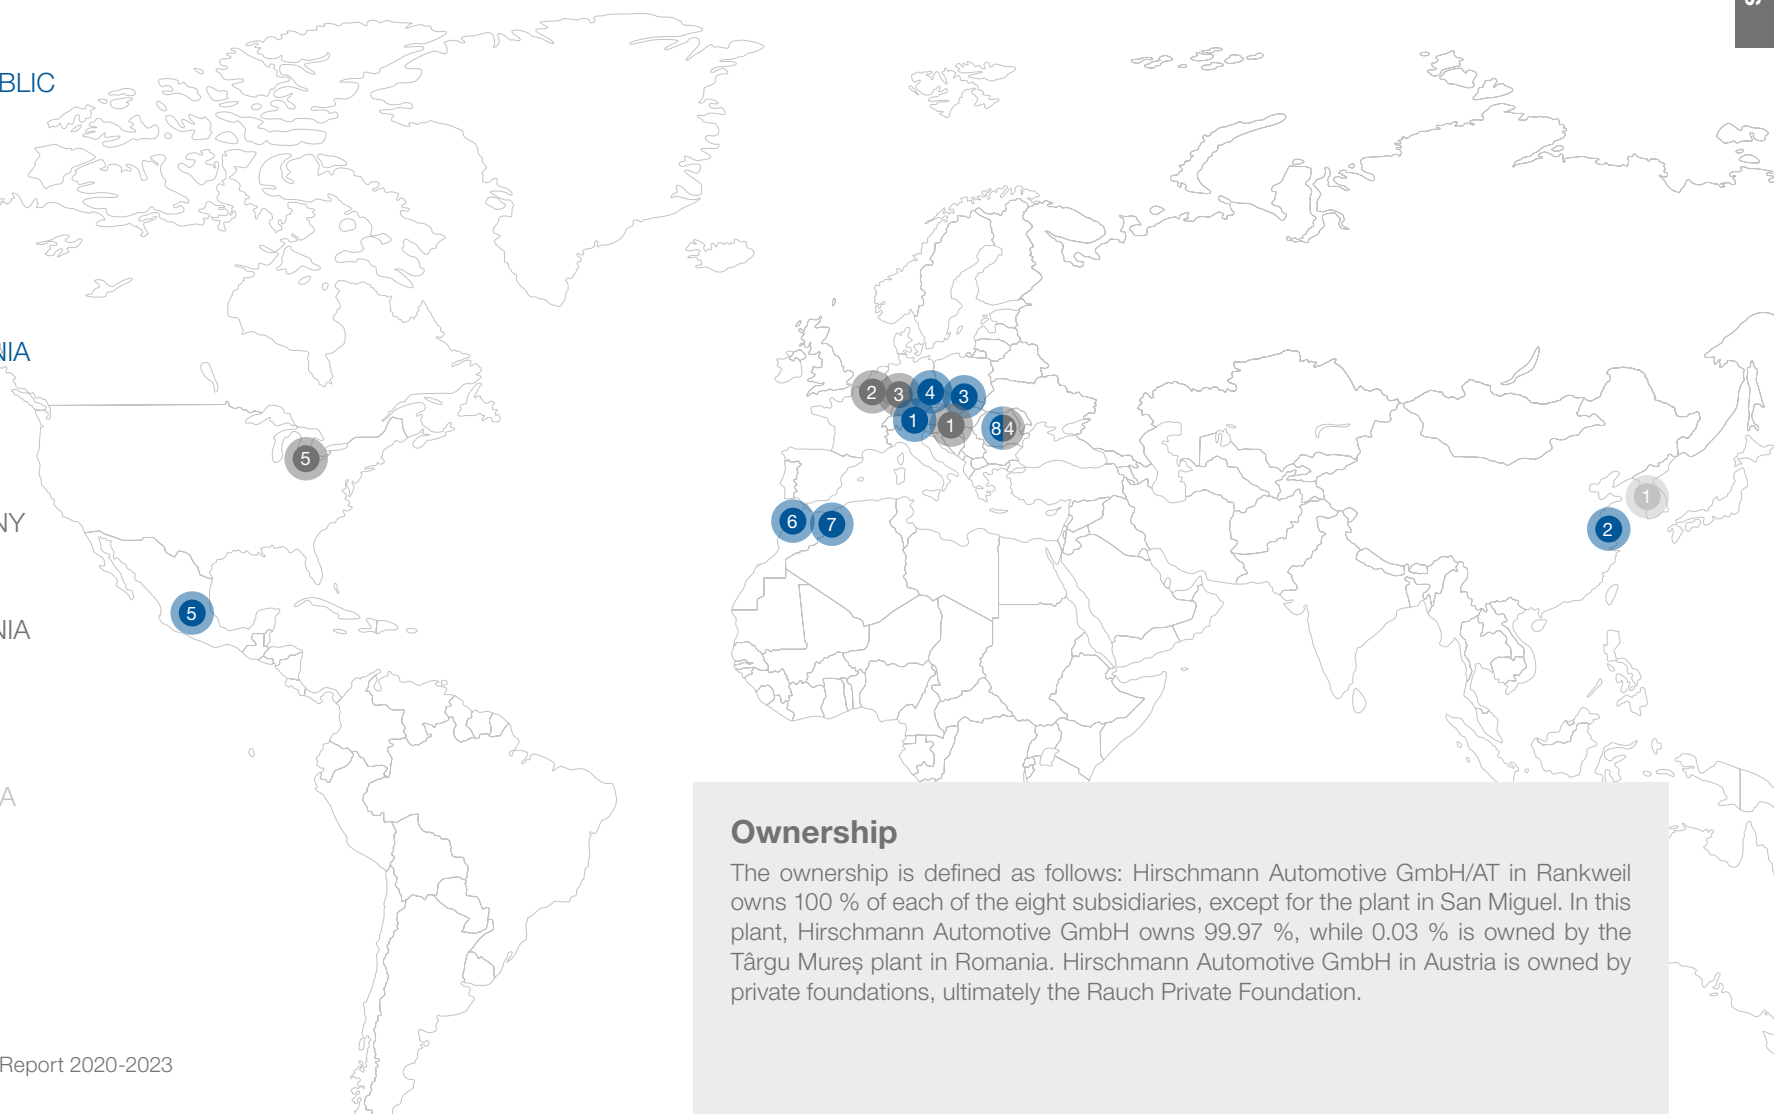 BLIC
NIA
NY
NIA
A
2
3
4
3
1
1
8 4
5
6
7
5
1
2
Ownership
The ownership is defined as follows: Hirschmann Automotive GmbH/AT in Rankweil
owns 100 % of each of the eight subsidiaries, except for the plant in San Miguel. In this
plant, Hirschmann Automotive GmbH owns 99.97 %, while 0.03 % is owned by the
Târgu Mureș plant in Romania. Hirschmann Automotive GmbH in Austria is owned by
private foundations, ultimately the Rauch Private Foundation.
Report 2020-2023